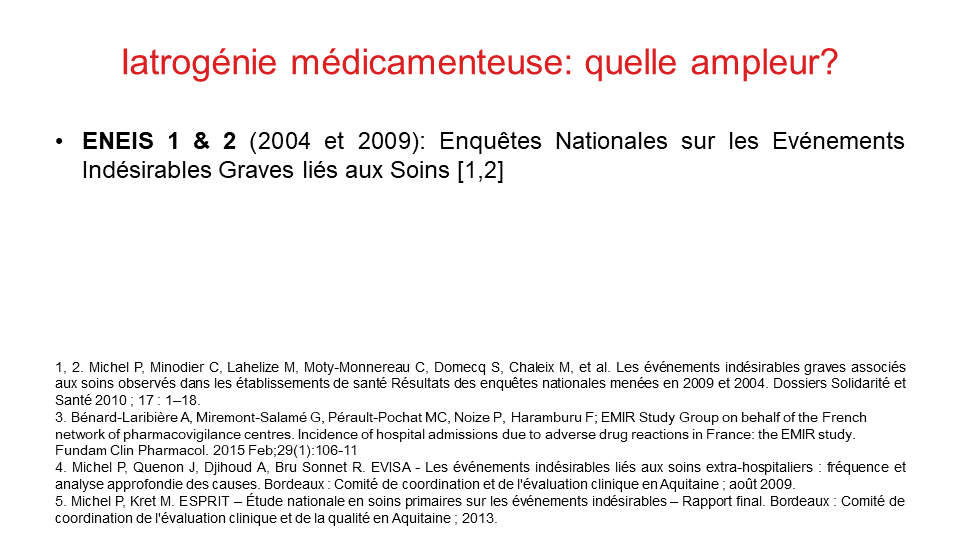 Iatrogénie médicamenteuse: quelle ampleur?
• ENEIS 1 & 2 (2004 et 2009): Enquêtes Nationales sur les Evénements
Indésirables Graves liés aux Soins [1,2]
1, 2. Michel P, Minodier C, Lahelize M, Moty-Monnereau C, Domecq S, Chaleix M, et al. Les événements indésirables graves associés
aux soins observés dans les établissements de santé Résultats des enquêtes nationales menées en 2009 et 2004. Dossiers Solidarité et
Santé 2010 ; 17 : 1–18.
3. Bénard-Laribière A, Miremont-Salamé G, Pérault-Pochat MC, Noize P, Haramburu F; EMIR Study Group on behalf of the French
network of pharmacovigilance centres. Incidence of hospital admissions due to adverse drug reactions in France: the EMIR study.
Fundam Clin Pharmacol. 2015 Feb;29(1):106-11
4. Michel P, Quenon J, Djihoud A, Bru Sonnet R. EVISA - Les événements indésirables liés aux soins extra-hospitaliers : fréquence et
analyse approfondie des causes. Bordeaux : Comité de coordination et de l'évaluation clinique en Aquitaine ; août 2009.
5. Michel P, Kret M. ESPRIT – Étude nationale en soins primaires sur les événements indésirables – Rapport final. Bordeaux : Comité de
coordination de l'évaluation clinique et de la qualité en Aquitaine ; 2013.